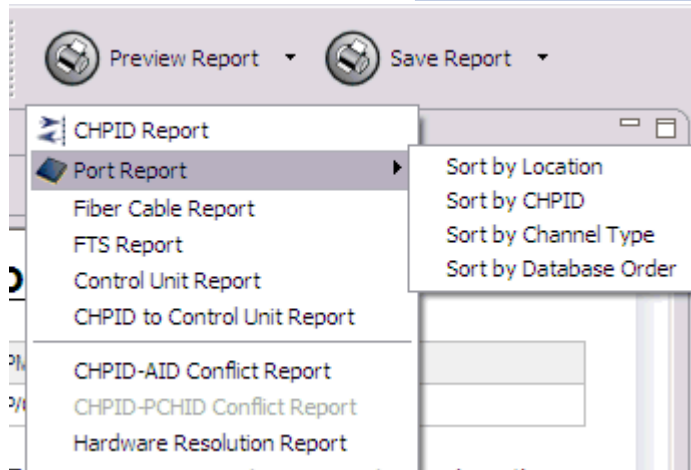 Preview Report
Save Report
CHPID Report
Port Report
Sort by Location
Sort by CHPID
Sort by Channel Type
Sort by Database Order
Fiber Cable Report
FTS Report
Control Unit Report
CHPID to Control Unit Report
CHPID-AID Conflict Report
CHPID-PCHID Conflict Report
Hardware Resolution Report